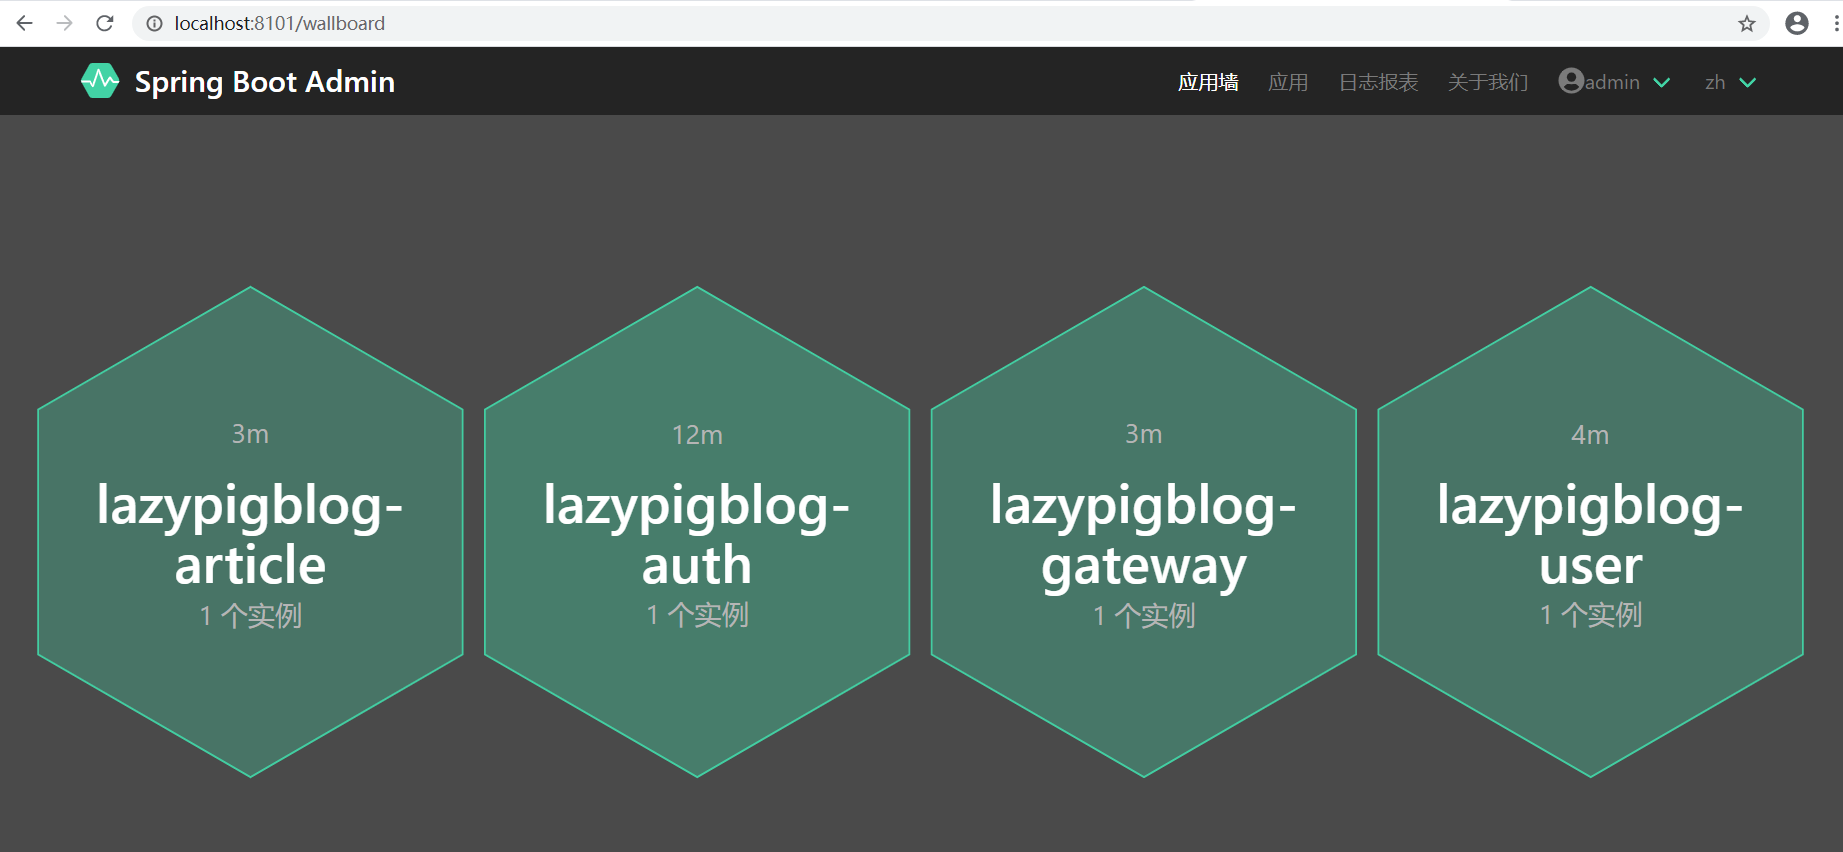 localhost:8101/wallboard
Spring Boot Admin
应用墙 应用 日志报表 关于我们 admin zh
3m
lazypigblog-
article
1 个实例
12m
lazypigblog-
auth
1 个实例
3m
lazypigblog-
gateway
1 个实例
4m
lazypigblog-
user
1 个实例